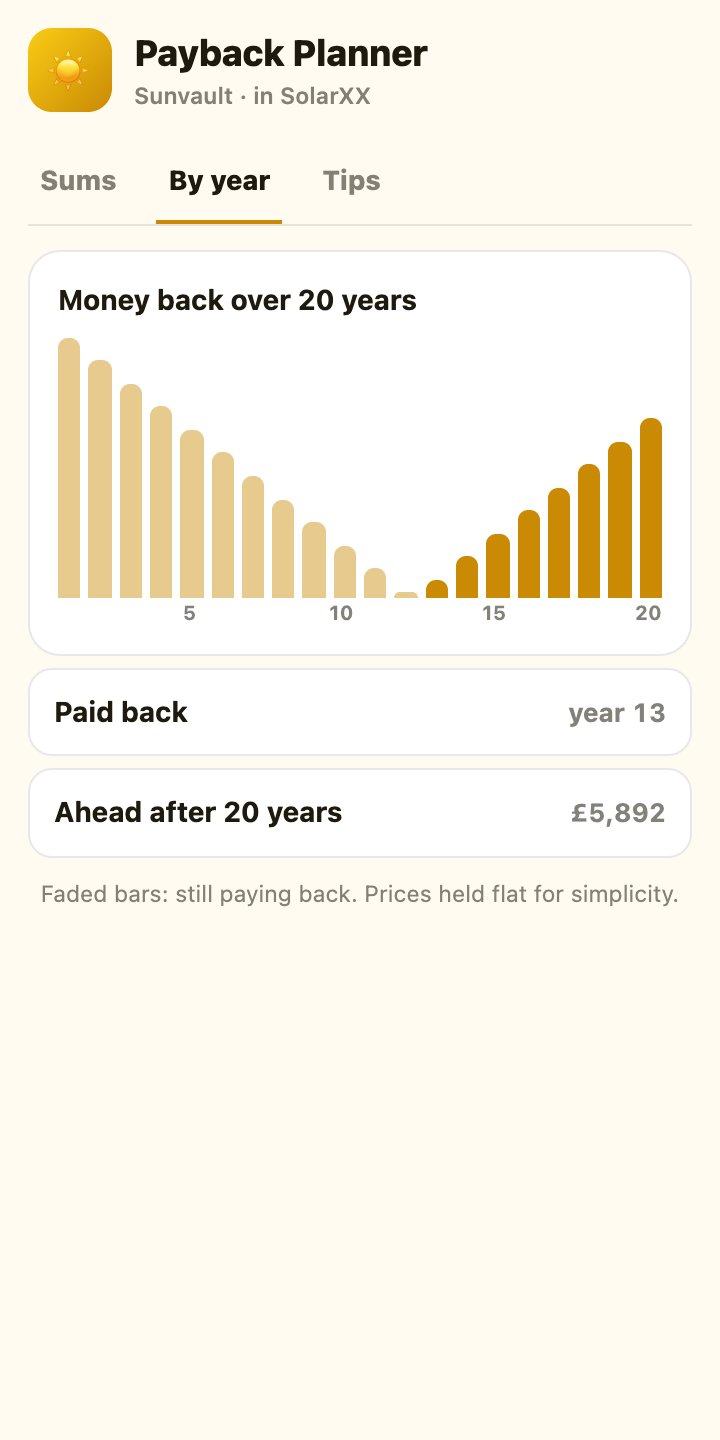 Payback Planner
Sunvault · in SolarXX
Sums By year Tips
Money back over 20 years
5 10 15 20
Paid back year 13
Ahead after 20 years £5,892
Faded bars: still paying back. Prices held flat for simplicity.